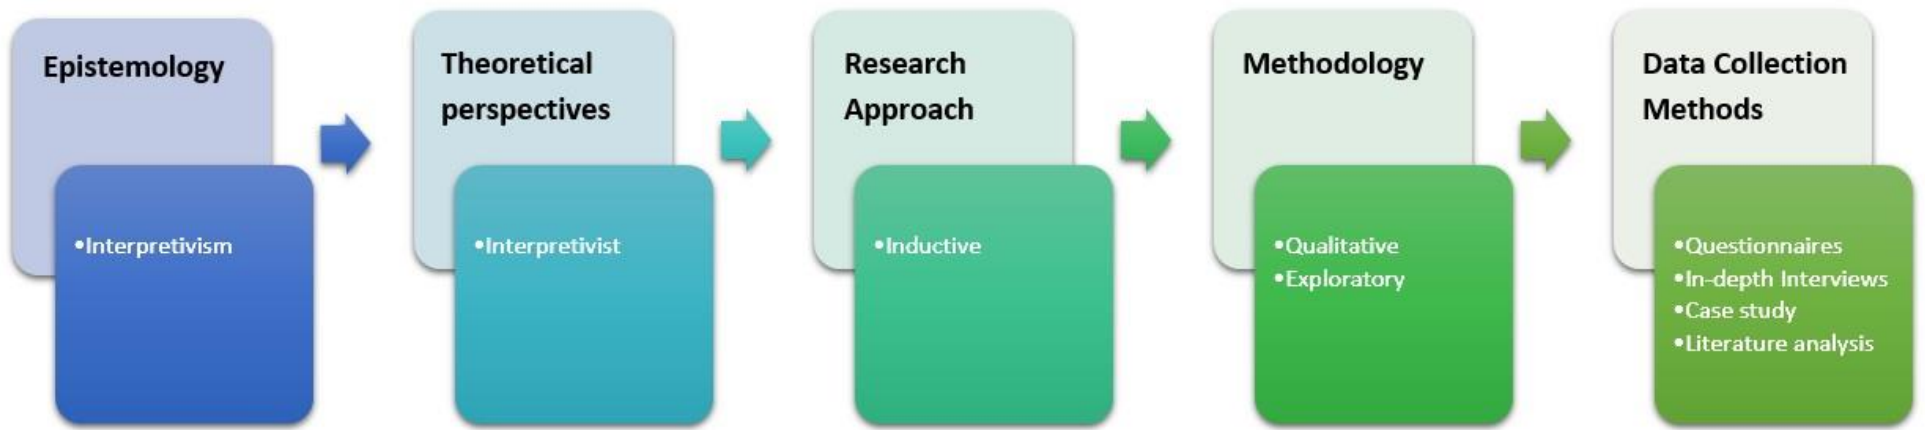 Epistemology
•Interpretivism
Theoretical
perspectives
•Interpretivist
Research
Approach
•Inductive
Methodology
•Qualitative
•Exploratory
Data Collection
Methods
•Questionnaires
•In-depth Interviews
•Case study
•Literature analysis